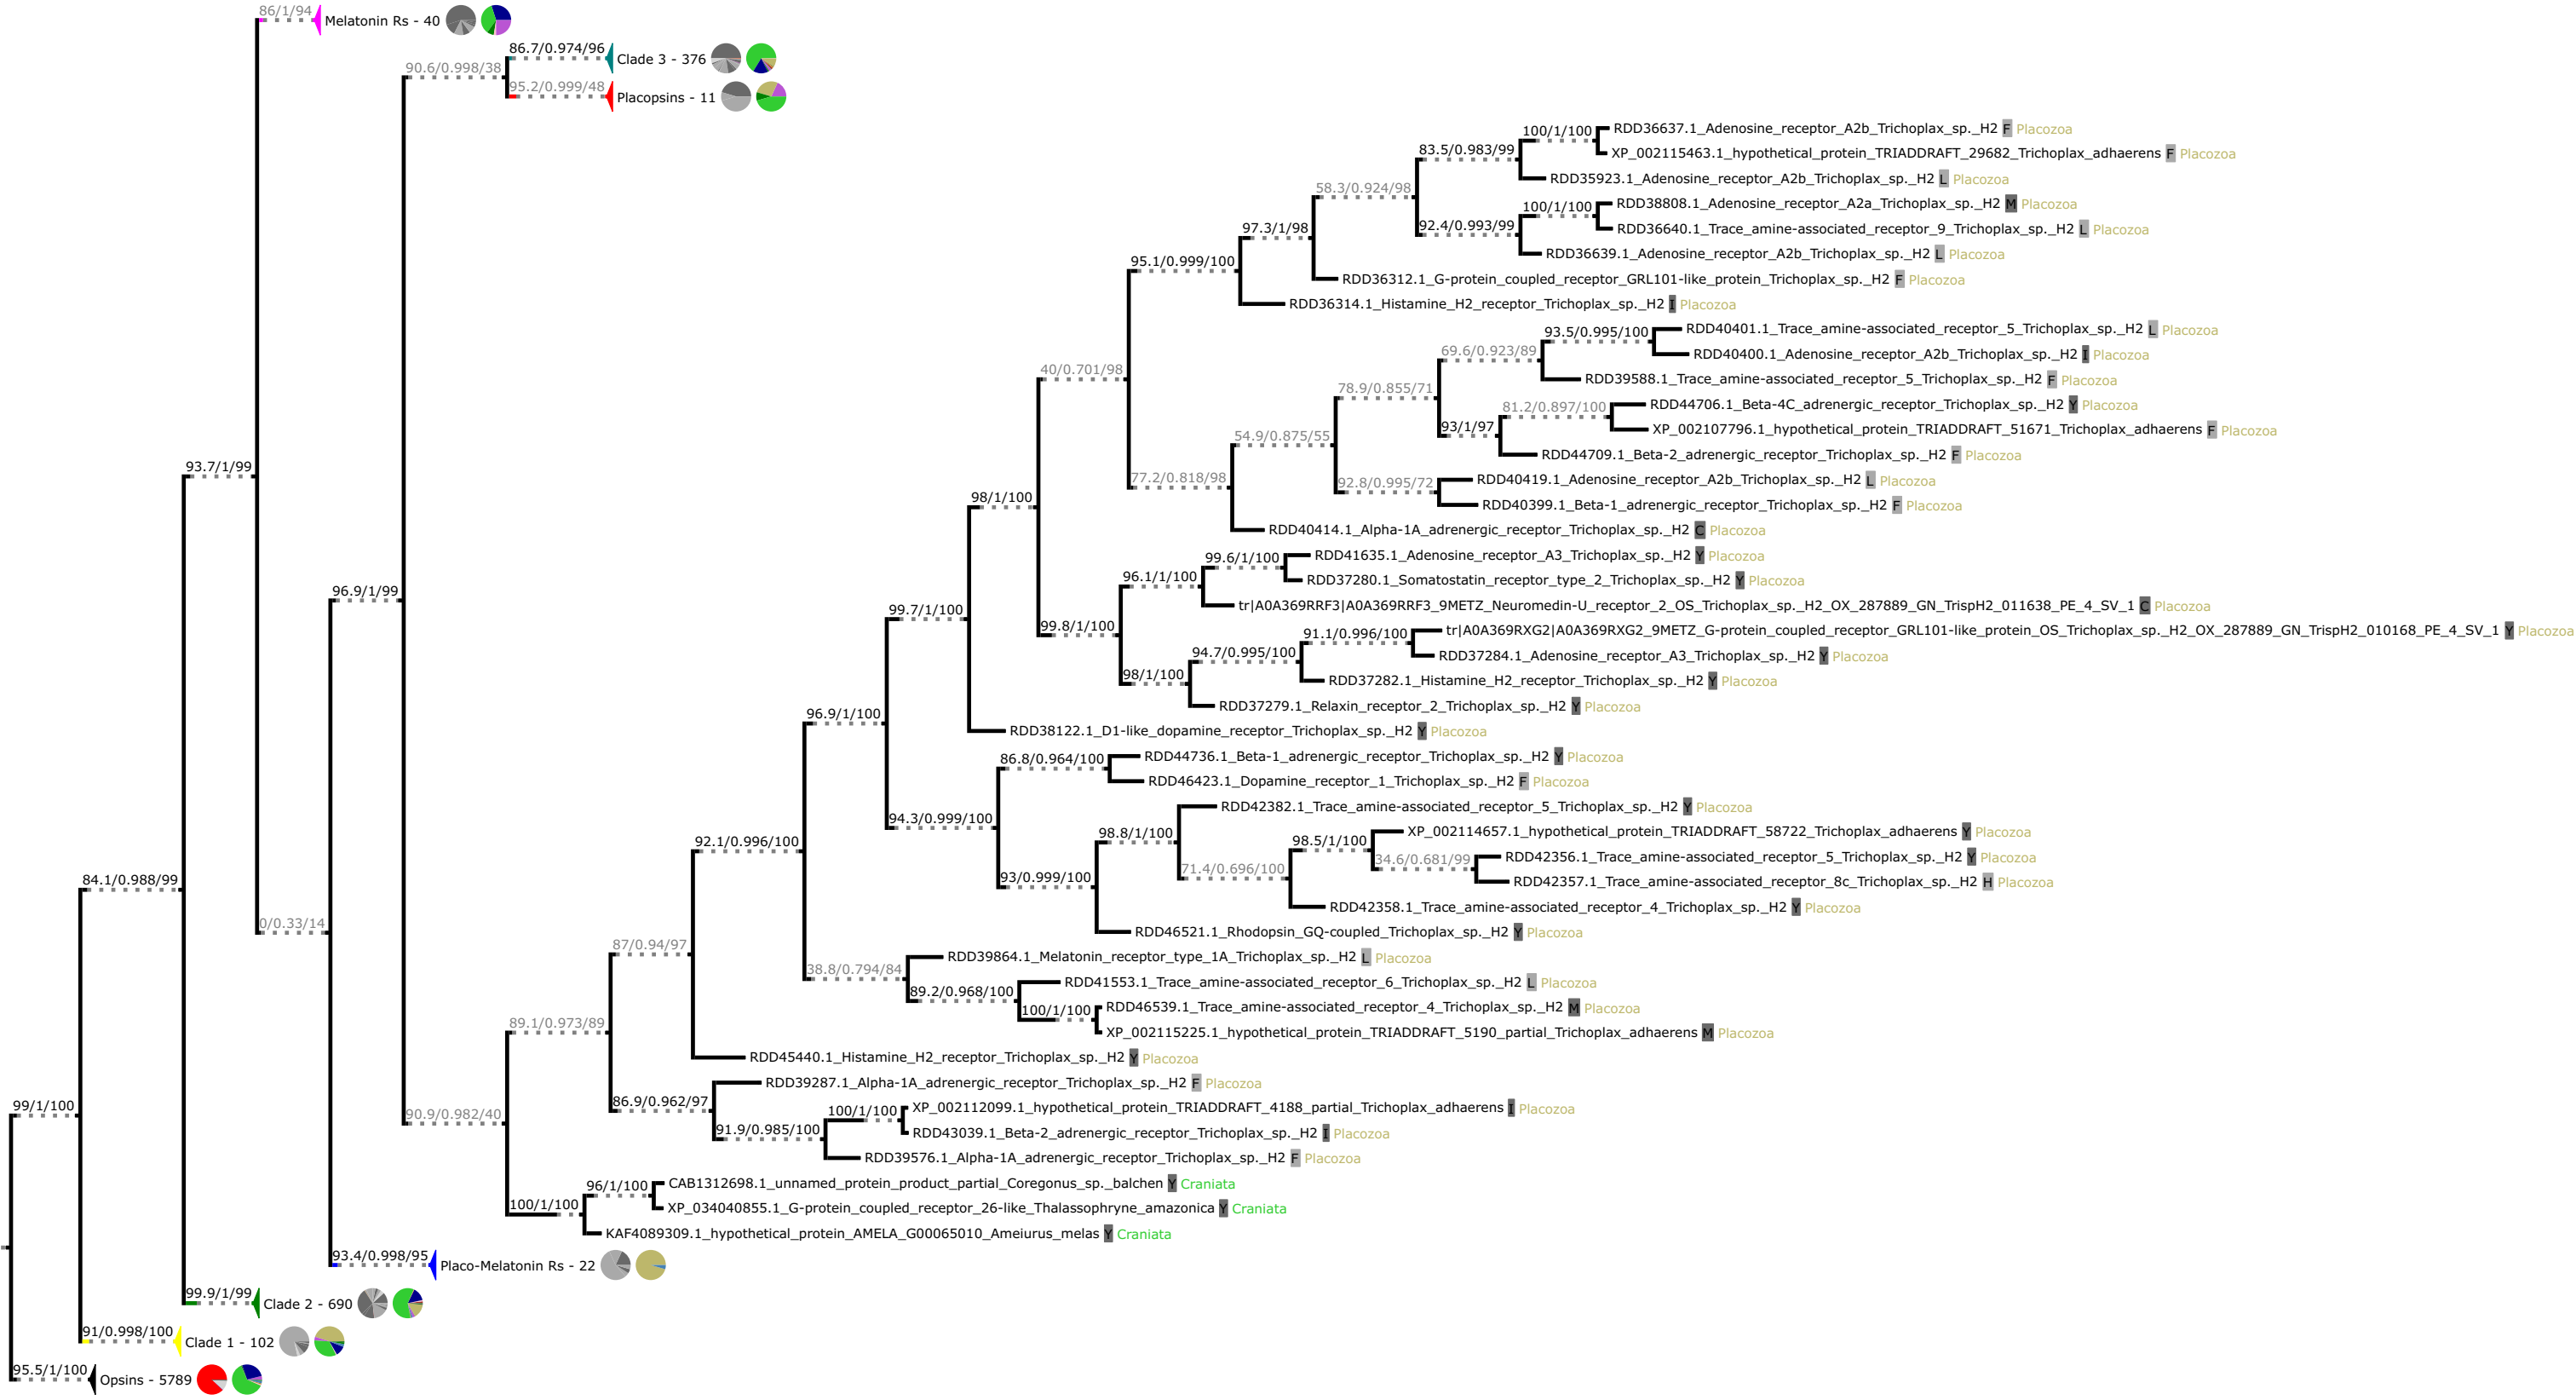 86/1/94
Melatonin Rs - 40
86.7/0.974/96
Clade 3 - 376
90.6/0.998/38
95.2/0.999/48
Placopsins - 11
100/1/100
RDD36637.1_Adenosine_receptor_A2b_Trichoplax_sp._H2 F Placozoa
83.5/0.983/99
XP_002115463.1_hypothetical_protein_TRIADDRAFT_29682_Trichoplax_adhaerens F Placozoa
RDD35923.1_Adenosine_receptor_A2b_Trichoplax_sp._H2 L Placozoa
58.3/0.924/98
100/1/100
RDD38808.1_Adenosine_receptor_A2a_Trichoplax_sp._H2 M Placozoa
92.4/0.993/99
RDD36640.1_Trace_amine-associated_receptor_9_Trichoplax_sp._H2 L Placozoa
97.3/1/98
RDD36639.1_Adenosine_receptor_A2b_Trichoplax_sp._H2 L Placozoa
95.1/0.999/100
RDD36312.1_G-protein_coupled_receptor_GRL101-like_protein_Trichoplax_sp._H2 F Placozoa
RDD36314.1_Histamine_H2_receptor_Trichoplax_sp._H2 I Placozoa
93.5/0.995/100
RDD40401.1_Trace_amine-associated_receptor_5_Trichoplax_sp._H2 L Placozoa
69.6/0.923/89
RDD40400.1_Adenosine_receptor_A2b_Trichoplax_sp._H2 I Placozoa
40/0.701/98
RDD39588.1_Trace_amine-associated_receptor_5_Trichoplax_sp._H2 F Placozoa
78.9/0.855/71
81.2/0.897/100
RDD44706.1_Beta-4C_adrenergic_receptor_Trichoplax_sp._H2 Y Placozoa
93/1/97
XP_002107796.1_hypothetical_protein_TRIADDRAFT_51671_Trichoplax_adhaerens F Placozoa
54.9/0.875/55
RDD44709.1_Beta-2_adrenergic_receptor_Trichoplax_sp._H2 F Placozoa
93.7/1/99
77.2/0.818/98
92.8/0.995/72
RDD40419.1_Adenosine_receptor_A2b_Trichoplax_sp._H2 L Placozoa
98/1/100
RDD40399.1_Beta-1_adrenergic_receptor_Trichoplax_sp._H2 F Placozoa
RDD40414.1_Alpha-1A_adrenergic_receptor_Trichoplax_sp._H2 C Placozoa
99.6/1/100
RDD41635.1_Adenosine_receptor_A3_Trichoplax_sp._H2 Y Placozoa
96.1/1/100
RDD37280.1_Somatostatin_receptor_type_2_Trichoplax_sp._H2 Y Placozoa
96.9/1/99
99.7/1/100
tr|A0A369RRF3|A0A369RRF3_9METZ_Neuromedin-U_receptor_2_OS_Trichoplax_sp._H2_OX_287889_GN_TrispH2_011638_PE_4_SV_1 C Placozoa
99.8/1/100
91.1/0.996/100
tr|A0A369RXG2|A0A369RXG2_9METZ_G-protein_coupled_receptor_GRL101-like_protein_OS_Trichoplax_sp._H2_OX_287889_GN_TrispH2_010168_PE_4_SV_1 Y Placozoa
94.7/0.995/100
RDD37284.1_Adenosine_receptor_A3_Trichoplax_sp._H2 Y Placozoa
98/1/100
RDD37282.1_Histamine_H2_receptor_Trichoplax_sp._H2 Y Placozoa
RDD37279.1_Relaxin_receptor_2_Trichoplax_sp._H2 Y Placozoa
96.9/1/100
RDD38122.1_D1-like_dopamine_receptor_Trichoplax_sp._H2 Y Placozoa
86.8/0.964/100
RDD44736.1_Beta-1_adrenergic_receptor_Trichoplax_sp._H2 Y Placozoa
RDD46423.1_Dopamine_receptor_1_Trichoplax_sp._H2 F Placozoa
94.3/0.999/100
RDD42382.1_Trace_amine-associated_receptor_5_Trichoplax_sp._H2 Y Placozoa
98.8/1/100
98.5/1/100
XP_002114657.1_hypothetical_protein_TRIADDRAFT_58722_Trichoplax_adhaerens Y Placozoa
92.1/0.996/100
71.4/0.696/100
34.6/0.681/99
RDD42356.1_Trace_amine-associated_receptor_5_Trichoplax_sp._H2 Y Placozoa
84.1/0.988/99
93/0.999/100
RDD42357.1_Trace_amine-associated_receptor_8c_Trichoplax_sp._H2 H Placozoa
RDD42358.1_Trace_amine-associated_receptor_4_Trichoplax_sp._H2 Y Placozoa
0/0.33/14
RDD46521.1_Rhodopsin_GQ-coupled_Trichoplax_sp._H2 Y Placozoa
87/0.94/97
38.8/0.794/84
RDD39864.1_Melatonin_receptor_type_1A_Trichoplax_sp._H2 L Placozoa
89.2/0.968/100
RDD41553.1_Trace_amine-associated_receptor_6_Trichoplax_sp._H2 L Placozoa
100/1/100
RDD46539.1_Trace_amine-associated_receptor_4_Trichoplax_sp._H2 M Placozoa
89.1/0.973/89
XP_002115225.1_hypothetical_protein_TRIADDRAFT_5190_partial_Trichoplax_adhaerens M Placozoa
RDD45440.1_Histamine_H2_receptor_Trichoplax_sp._H2 Y Placozoa
RDD39287.1_Alpha-1A_adrenergic_receptor_Trichoplax_sp._H2 F Placozoa
99/1/100
90.9/0.982/40
86.9/0.962/97
100/1/100
XP_002112099.1_hypothetical_protein_TRIADDRAFT_4188_partial_Trichoplax_adhaerens I Placozoa
91.9/0.985/100
RDD43039.1_Beta-2_adrenergic_receptor_Trichoplax_sp._H2 I Placozoa
RDD39576.1_Alpha-1A_adrenergic_receptor_Trichoplax_sp._H2 F Placozoa
96/1/100
CAB1312698.1_unnamed_protein_product_partial_Coregonus_sp._balchen Y Craniata
100/1/100
XP_034040855.1_G-protein_coupled_receptor_26-like_Thalassophryne_amazonica Y Craniata
KAF4089309.1_hypothetical_protein_AMELA_G00065010_Ameiurus_melas Y Craniata
93.4/0.998/95
Placo-Melatonin Rs - 22
99.9/1/99
Clade 2 - 690
91/0.998/100
Clade 1 - 102
95.5/1/100
Opsins - 5789